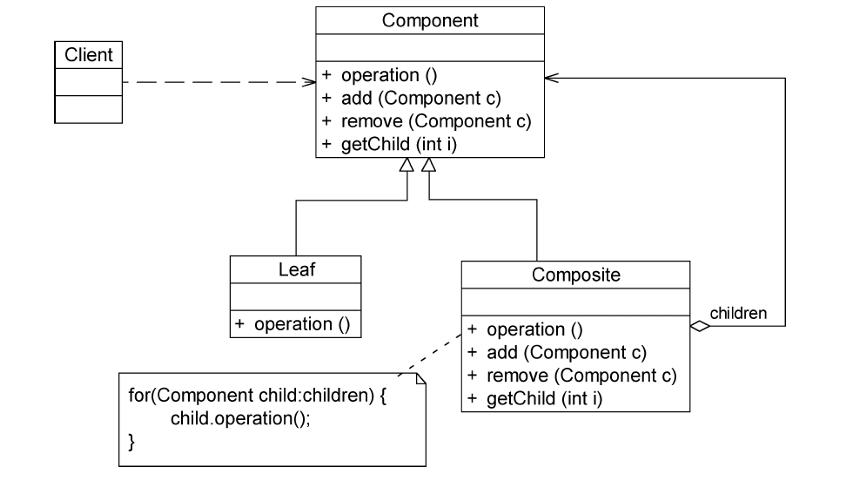 Component
Client
+ operation ()
+ add (Component c)
+ remove (Component c)
+ getChild (int i)
Leaf
+ operation ()
Composite
+ operation ()
+ add (Component c)
+ remove (Component c)
+ getChild (int i)
children
for(Component child:children) {
child.operation();
}